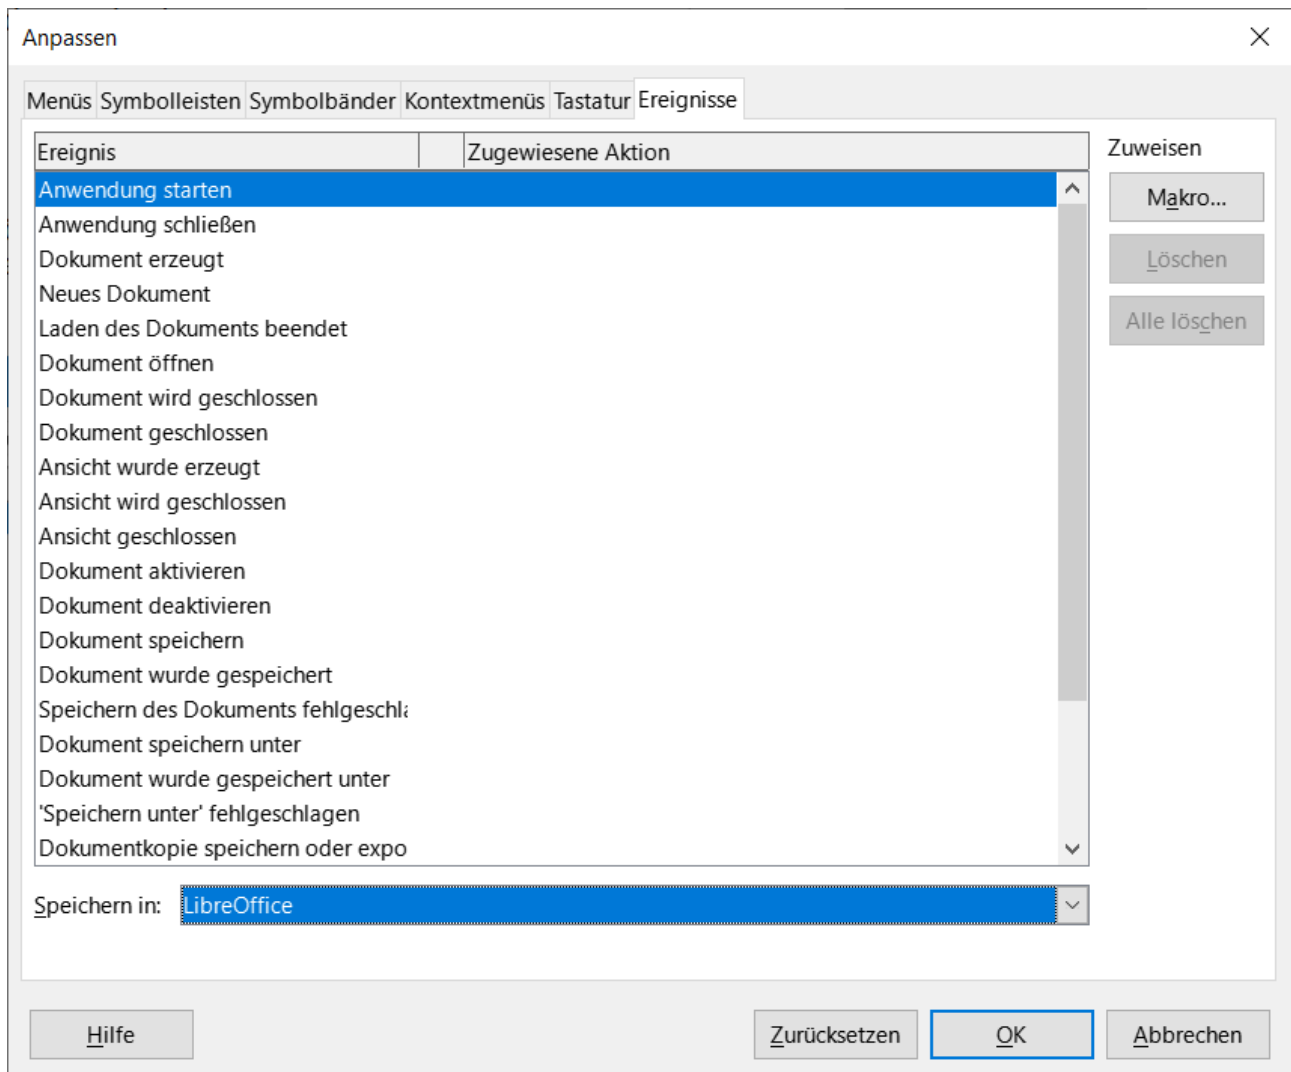 Anpassen
Menüs Symbolleisten Symbolbänder Kontextmenüs Tastatur Ereignisse
Ereignis Zugewiesene Aktion
Zuweisen
Anwendung starten
Makro...
Anwendung schließen
Dokument erzeugt
Löschen
Neues Dokument
Laden des Dokuments beendet
Alle löschen
Dokument öffnen
Dokument wird geschlossen
Dokument geschlossen
Ansicht wurde erzeugt
Ansicht wird geschlossen
Ansicht geschlossen
Dokument aktivieren
Dokument deaktivieren
Dokument speichern
Dokument wurde gespeichert
Speichern des Dokuments fehlgeschla
Dokument speichern unter
Dokument wurde gespeichert unter
'Speichern unter' fehlgeschlagen
Dokumentkopie speichern oder expo
Speichern in: LibreOffice
Hilfe Zurücksetzen OK Abbrechen